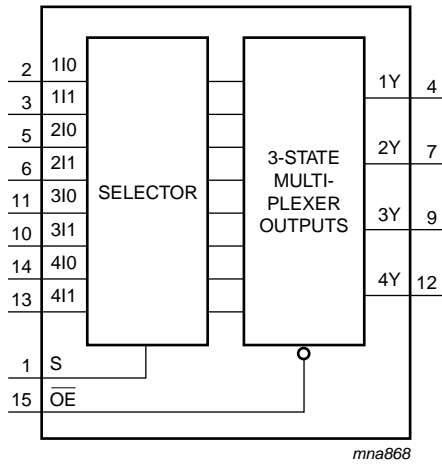 2 1I0
3 1I1
5 2I0
6 2I1
11 3I0
10 3I1
14 4I0
13 4I1
1 S
15 OE
SELECTOR
3-STATE
MULTI-
PLEXER
OUTPUTS
1Y 4
2Y 7
3Y 9
4Y 12
mna868